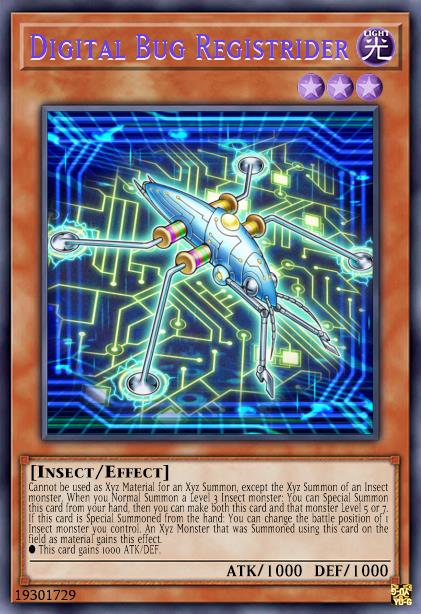 Digital Bug Registrider
LIGHT
光
[Insect/Effect]
Cannot be used as Xyz Material for an Xyz Summon, except the Xyz Summon of an Insect
monster. When you Normal Summon a Level 3 Insect monster: You can Special Summon
this card from your hand, then you can make both this card and that monster Level 5 or 7.
If this card is Special Summoned from the hand: You can change the battle position of 1
Insect monster you control. An Xyz Monster that was Summoned using this card on the
field as material gains this effect.
● This card gains 1000 ATK/DEF.
ATK/1000 DEF/1000
19301729